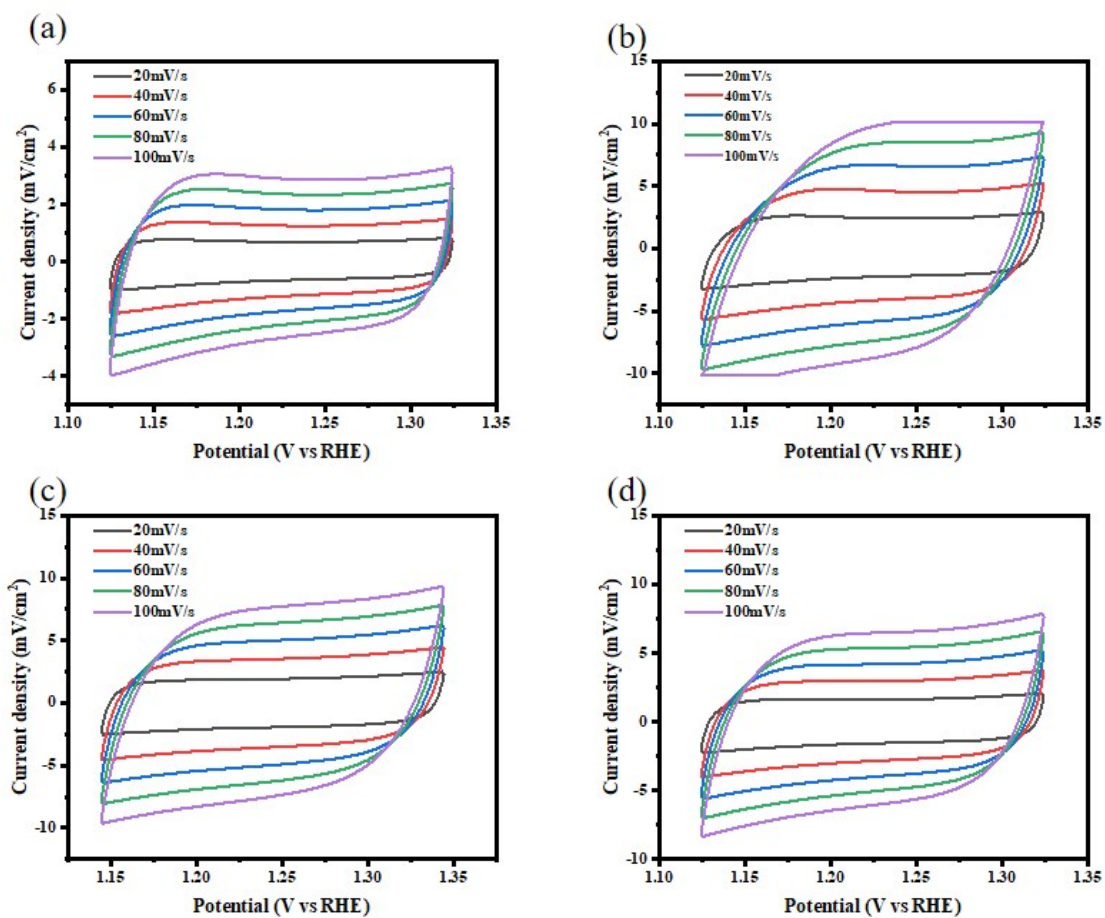 (a)
20mV/s
40mV/s
60mV/s
80mV/s
100mV/s
6
4
2
0
-2
-4
1.10
1.15
1.20
1.25
1.30
1.35
Current density (mV/cm²)
Potential (V vs RHE)
(b)
20mV/s
40mV/s
60mV/s
80mV/s
100mV/s
15
10
5
0
-5
-10
1.10
1.15
1.20
1.25
1.30
1.35
Current density (mV/cm²)
Potential (V vs RHE)
(c)
20mV/s
40mV/s
60mV/s
80mV/s
100mV/s
15
10
5
0
-5
-10
1.15
1.20
1.25
1.30
1.35
Current density (mV/cm²)
Potential (V vs RHE)
(d)
20mV/s
40mV/s
60mV/s
80mV/s
100mV/s
15
10
5
0
-5
-10
1.10
1.15
1.20
1.25
1.30
1.35
Current density (mV/cm²)
Potential (V vs RHE)